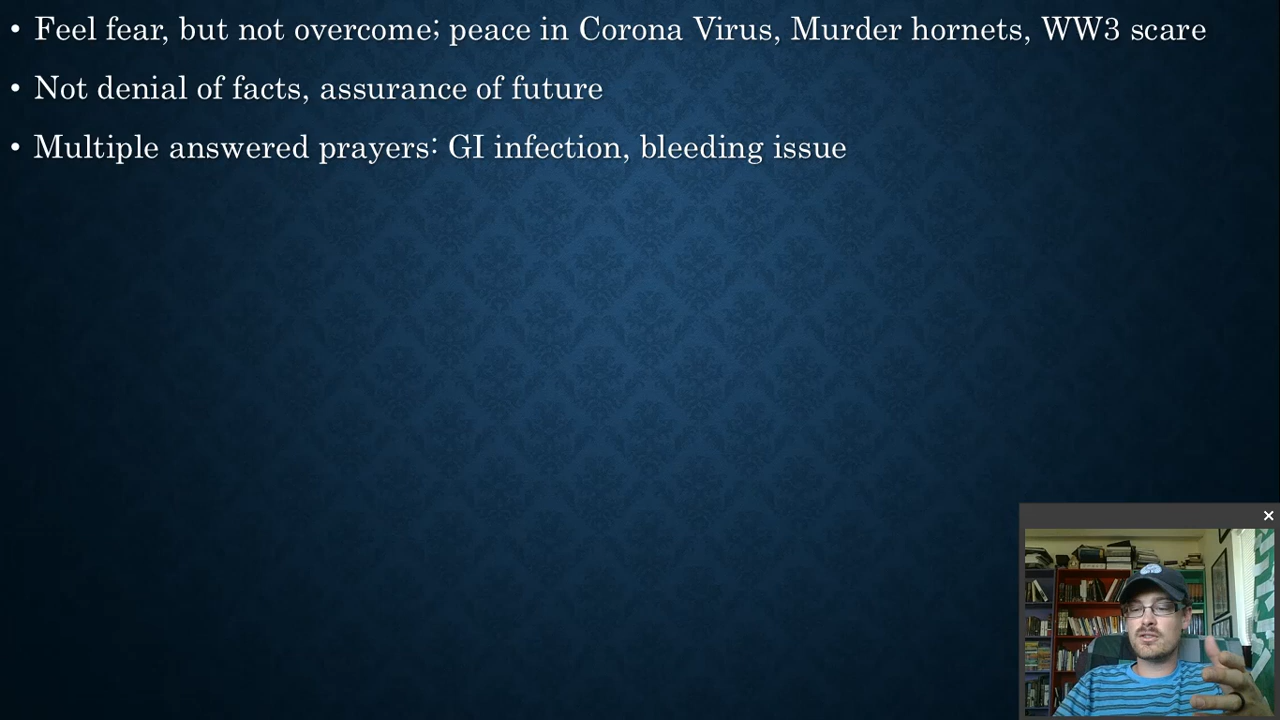 • Feel fear, but not overcome; peace in Corona Virus, Murder hornets, WW3 scare
• Not denial of facts, assurance of future
• Multiple answered prayers: GI infection, bleeding issue